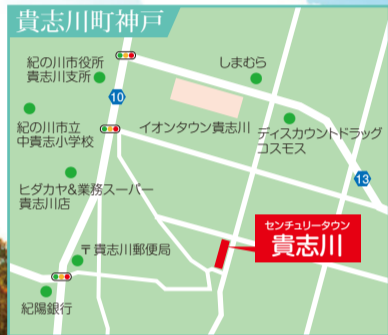 貴志川町神戸
紀の川市役所
貴志川支所
しまむら
10
紀の川市立
中貴志小学校
イオンタウン貴志川
ディスカウントドラッグ
コスモス
13
ヒダカヤ&業務スーパー
貴志川店
センチュリータウン
貴志川
〒貴志川郵便局
紀陽銀行